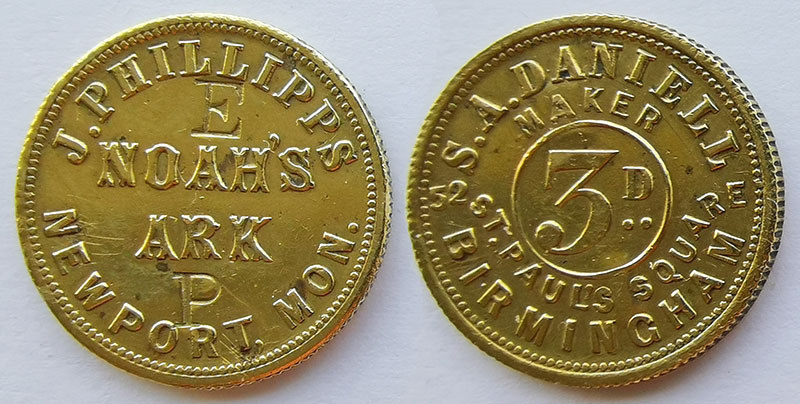 J. PHILLIPPS
E
NOAH'S
ARK
P
NEWPORT, MON.
S. A. DANIELL
MAKER
3D
52 ST. PAUL'S SQUARE
BIRMINGHAM